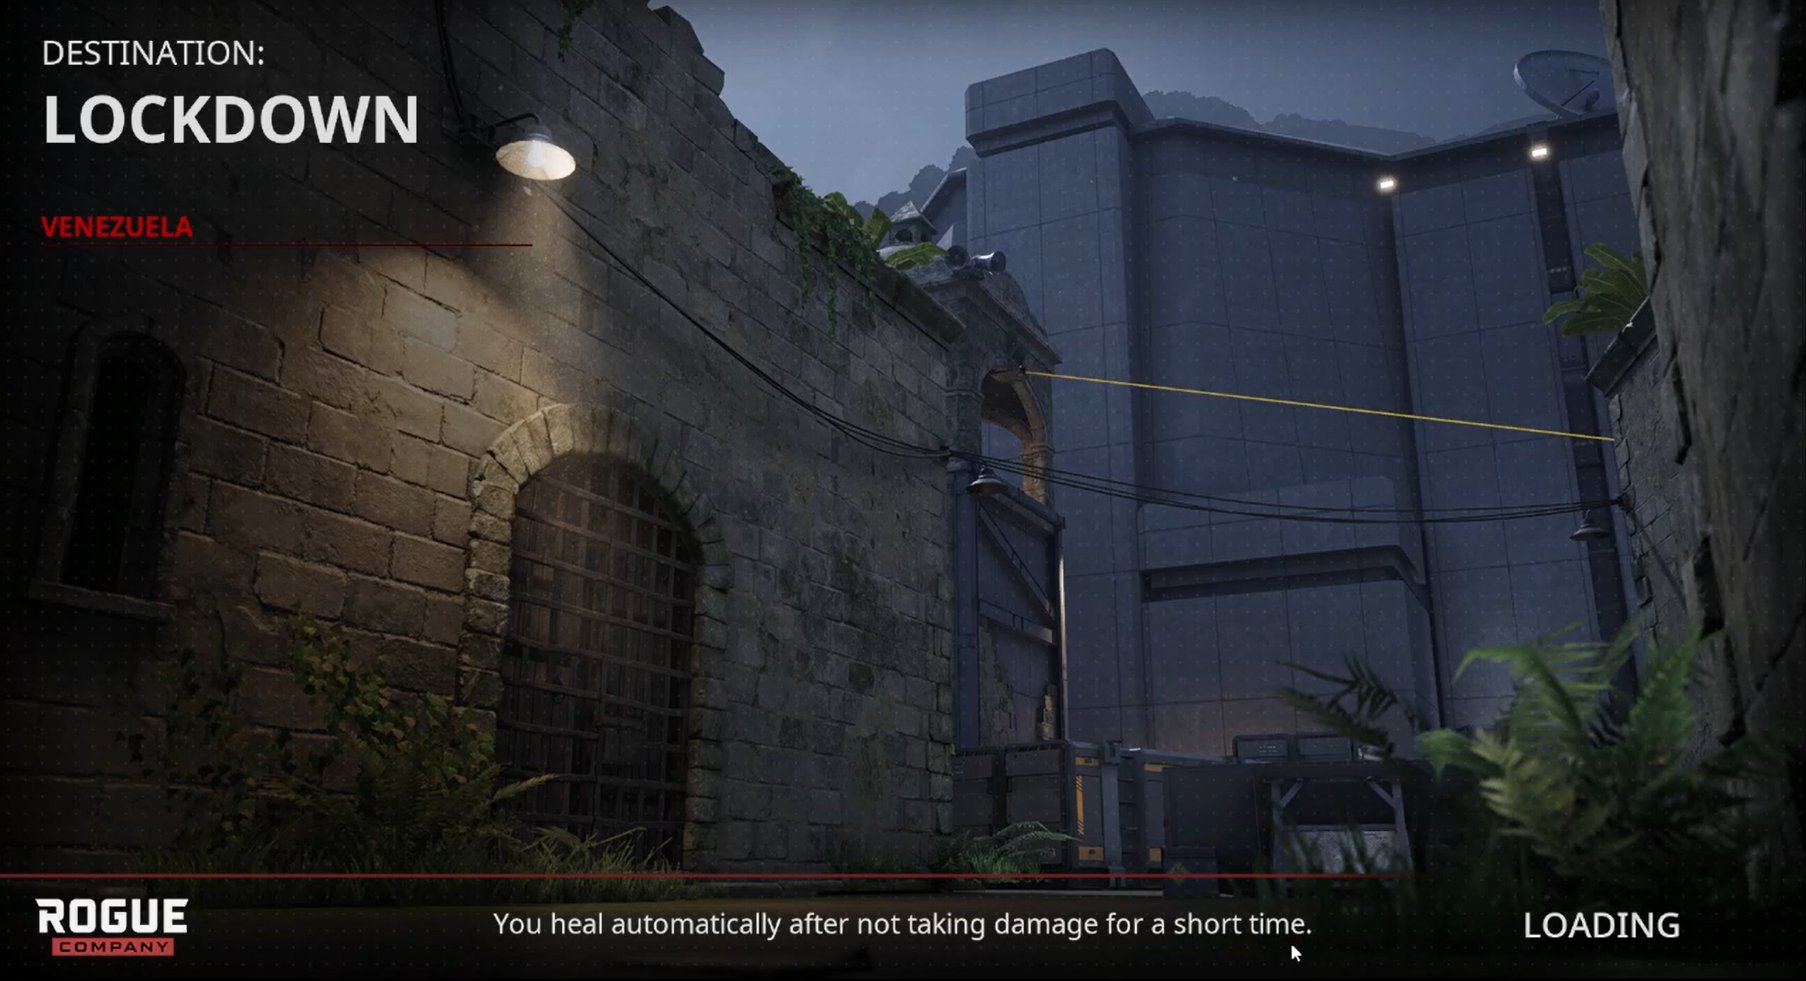 DESTINATION:
LOCKDOWN
VENEZUELA
ROGUE
COMPANY
You heal automatically after not taking damage for a short time.
LOADING